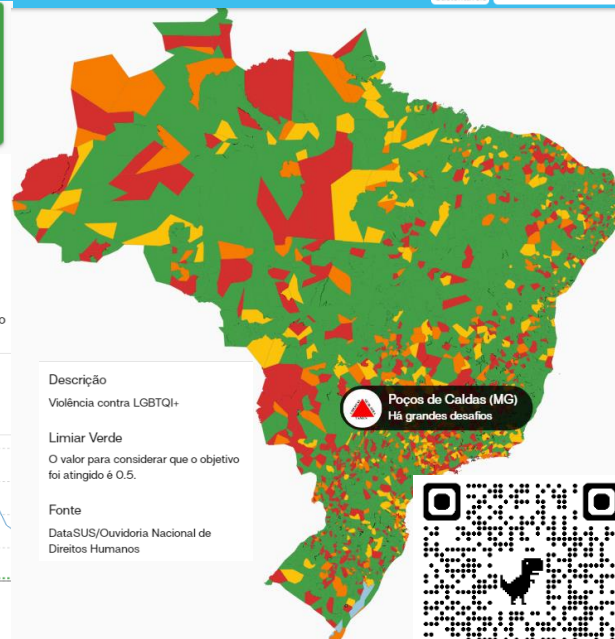 Descrição
Violência contra LGBTQI+
Limiar Verde
O valor para considerar que o objetivo
foi atingido é 0.5.
Fonte
DataSUS/Ouvidoria Nacional de
Direitos Humanos
Poços de Caldas (MG)
Há grandes desafios